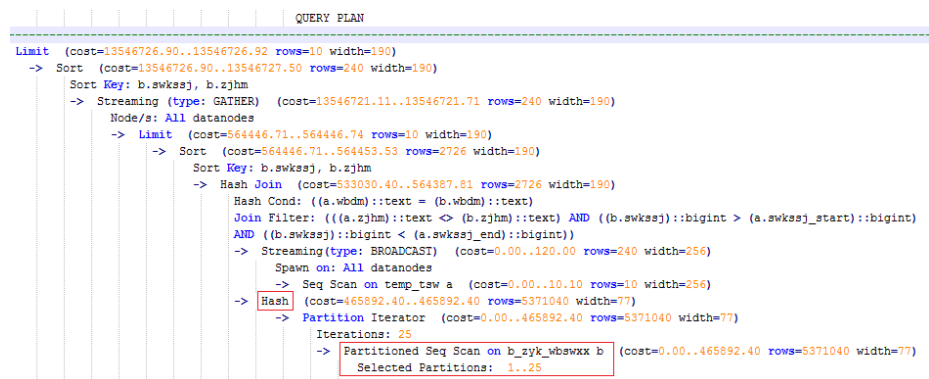 QUERY PLAN
Limit  (cost=13546726.90..13546726.92 rows=10 width=190)
->  Sort  (cost=13546726.90..13546727.50 rows=240 width=190)
Sort Key: b.swkssj, b.zjhm
->  Streaming (type: GATHER)  (cost=13546721.11..13546721.71 rows=240 width=190)
Node/s: All datanodes
->  Limit  (cost=564446.71..564446.74 rows=10 width=190)
->  Sort  (cost=564446.71..564453.53 rows=2726 width=190)
Sort Key: b.swkssj, b.zjhm
->  Hash Join  (cost=533030.40..564387.81 rows=2726 width=190)
Hash Cond: ((a.wbdm)::text = (b.wbdm)::text)
Join Filter: (((a.zjhm)::text <> (b.zjhm)::text) AND ((b.swkssj)::bigint > (a.swkssj_start)::bigint)
AND ((b.swkssj)::bigint < (a.swkssj_end)::bigint))
->  Streaming(type: BROADCAST)  (cost=0.00..120.00 rows=240 width=256)
Spawn on: All datanodes
->  Seq Scan on temp_tsw a  (cost=0.00..10.10 rows=10 width=256)
->  Hash  (cost=465892.40..465892.40 rows=5371040 width=77)
->  Partition Iterator  (cost=0.00..465892.40 rows=5371040 width=77)
Iterations: 25
->  Partitioned Seq Scan on b_zyk_wbswxx b  (cost=0.00..465892.40 rows=5371040 width=77)
Selected Partitions:  1..25